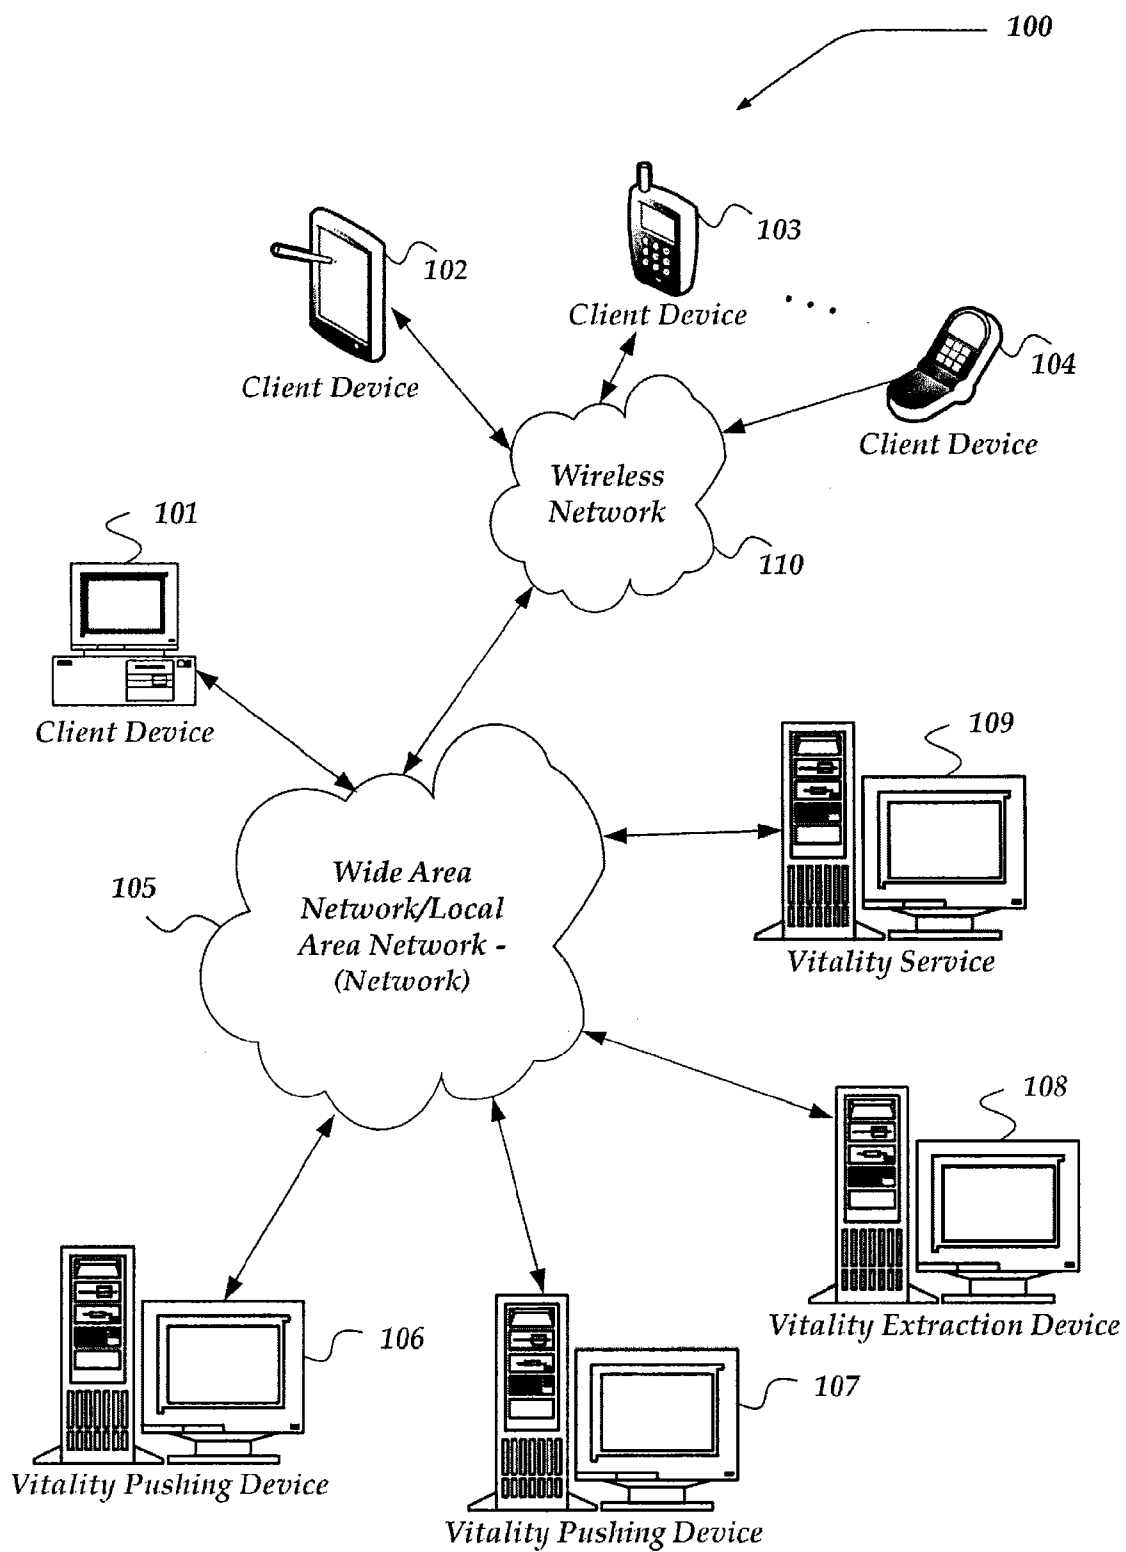 100
103
102
Client Device
104
Client Device
Client Device
Wireless
Network
101
110
Client Device
109
105
Wide Area
Network/Local
Area Network -
(Network)
Vitality Service
108
Vitality Extraction Device
106
107
Vitality Pushing Device
Vitality Pushing Device